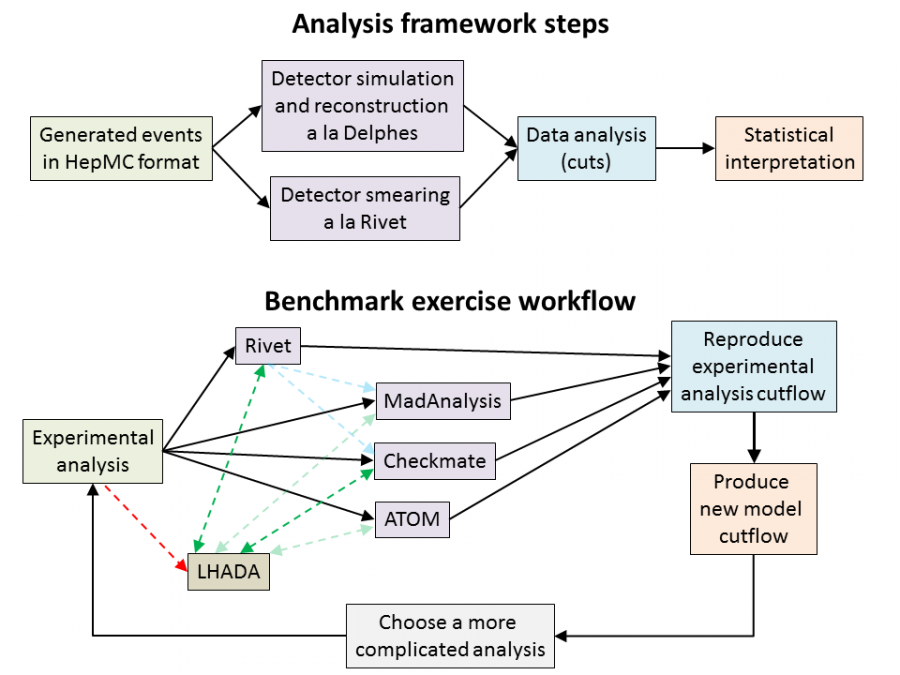 Analysis framework steps
Detector simulation
and reconstruction
a la Delphes
Generated events
in HepMC format
Data analysis
(cuts)
Statistical
interpretation
Detector smearing
a la Rivet
Benchmark exercise workflow
Rivet
Reproduce
experimental
analysis cutflow
MadAnalysis
Experimental
analysis
Checkmate
Produce
new model
cutflow
ATOM
LHADA
Choose a more
complicated analysis